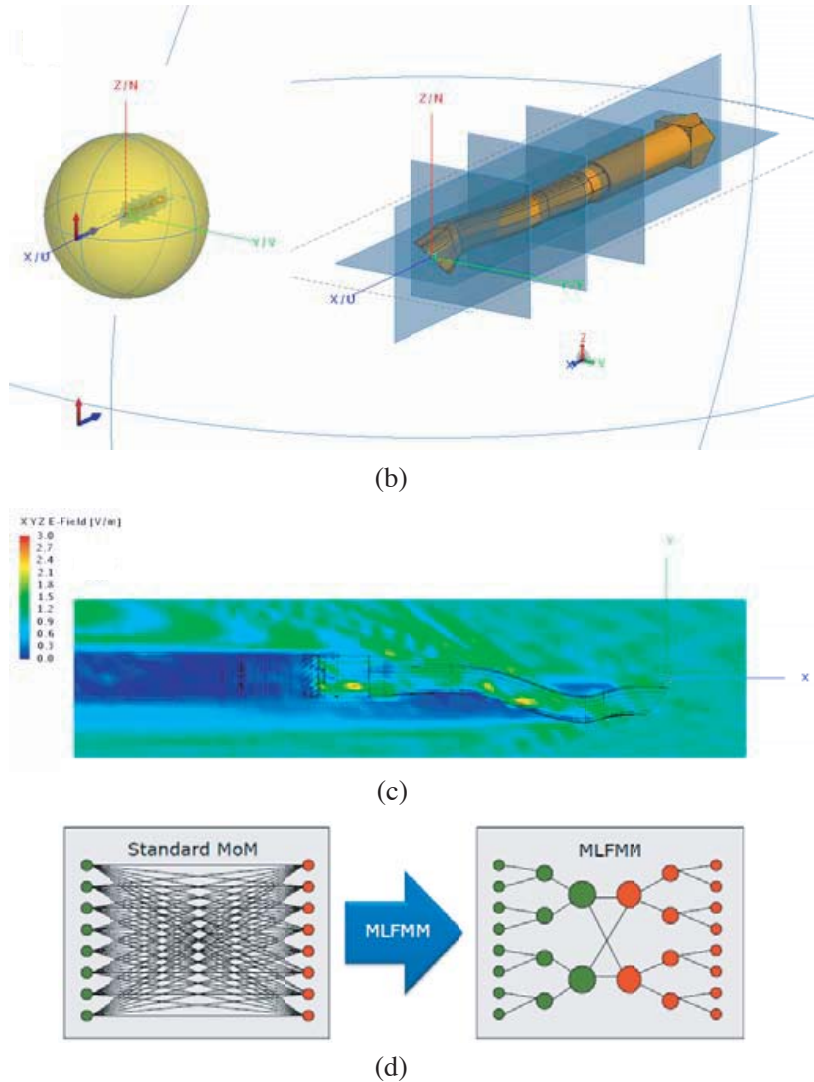 Z/N
Y/V
X/U
Z/N
X/U
Z
X
Y
(b)
XYZ E-Field [V/m]
3.0
2.7
2.4
2.1
1.8
1.5
1.2
0.9
0.6
0.3
0.0
Y
X
(c)
Standard MoM
MLFMM
MLFMM
(d)